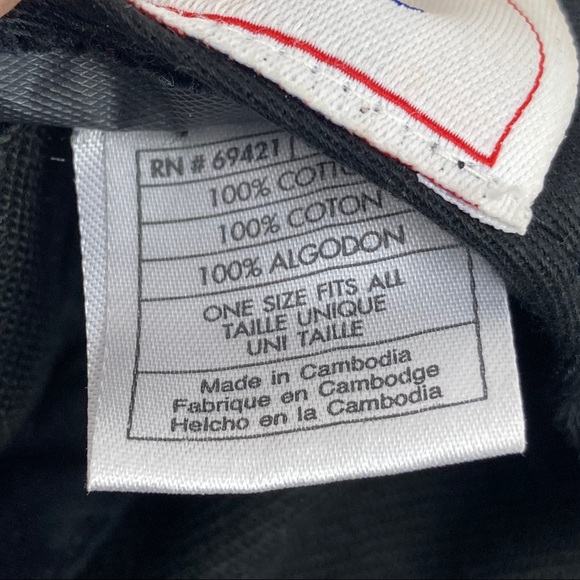 RN # 69421
100% COTTON
100% COTON
100% ALGODON
ONE SIZE FITS ALL
TAILLE UNIQUE
UNI TAILLE
Made in Cambodia
Fabrique en Cambodge
Helcho en la Cambodia